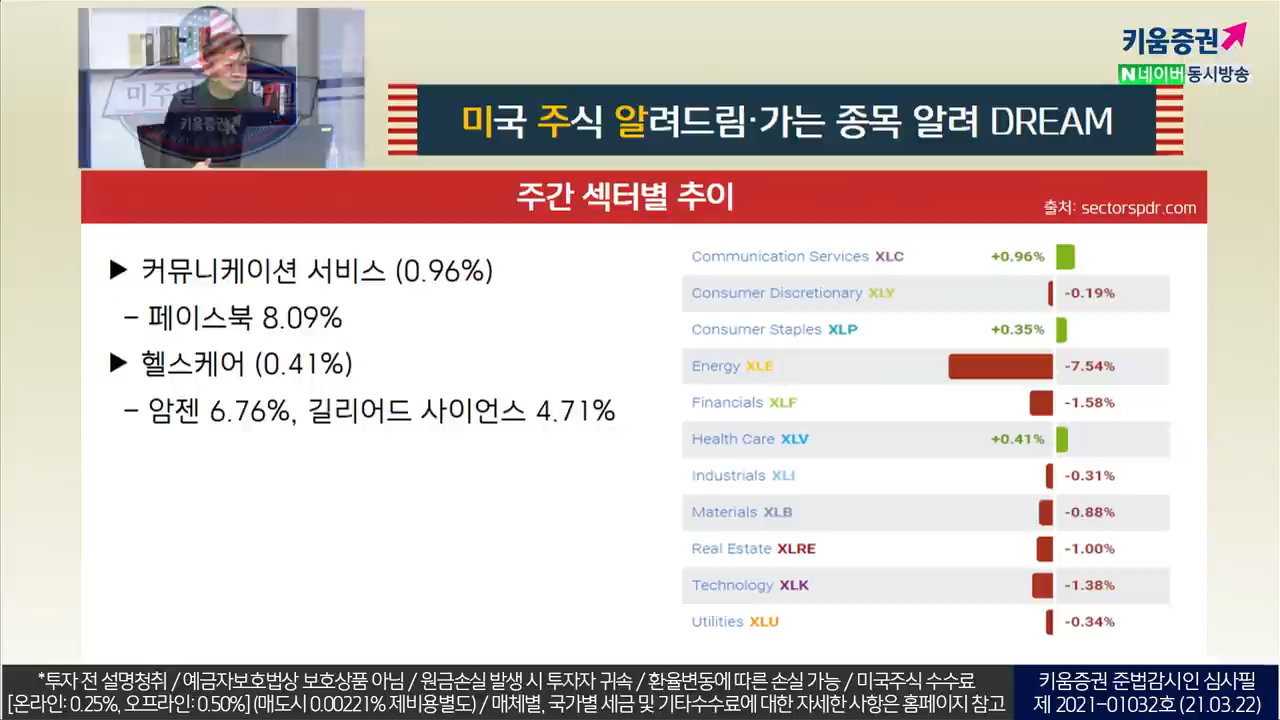 키움증권
N 네이버 동시방송
미주알
키움증권
미국 주식 알려드림·가는 종목 알려 DREAM
주간 섹터별 추이
출처: sectorspdr.com
▶ 커뮤니케이션 서비스 (0.96%)
– 페이스북 8.09%
▶ 헬스케어 (0.41%)
– 암젠 6.76%, 길리어드 사이언스 4.71%
Communication Services XLC +0.96%
Consumer Discretionary XLY -0.19%
Consumer Staples XLP +0.35%
Energy XLE -7.54%
Financials XLF -1.58%
Health Care XLV +0.41%
Industrials XLI -0.31%
Materials XLB -0.88%
Real Estate XLRE -1.00%
Technology XLK -1.38%
Utilities XLU -0.34%
*투자 전 설명청취 / 예금자보호법상 보호상품 아님 / 원금손실 발생 시 투자자 귀속 / 환율변동에 따른 손실 가능 / 미국주식 수수료
[온라인: 0.25%, 오프라인: 0.50%] (매도시 0.00221% 제비용별도) / 매체별, 국가별 세금 및 기타수수료에 대한 자세한 사항은 홈페이지 참고
키움증권 준법감시인 심사필
제 2021-01032호 (21.03.22)